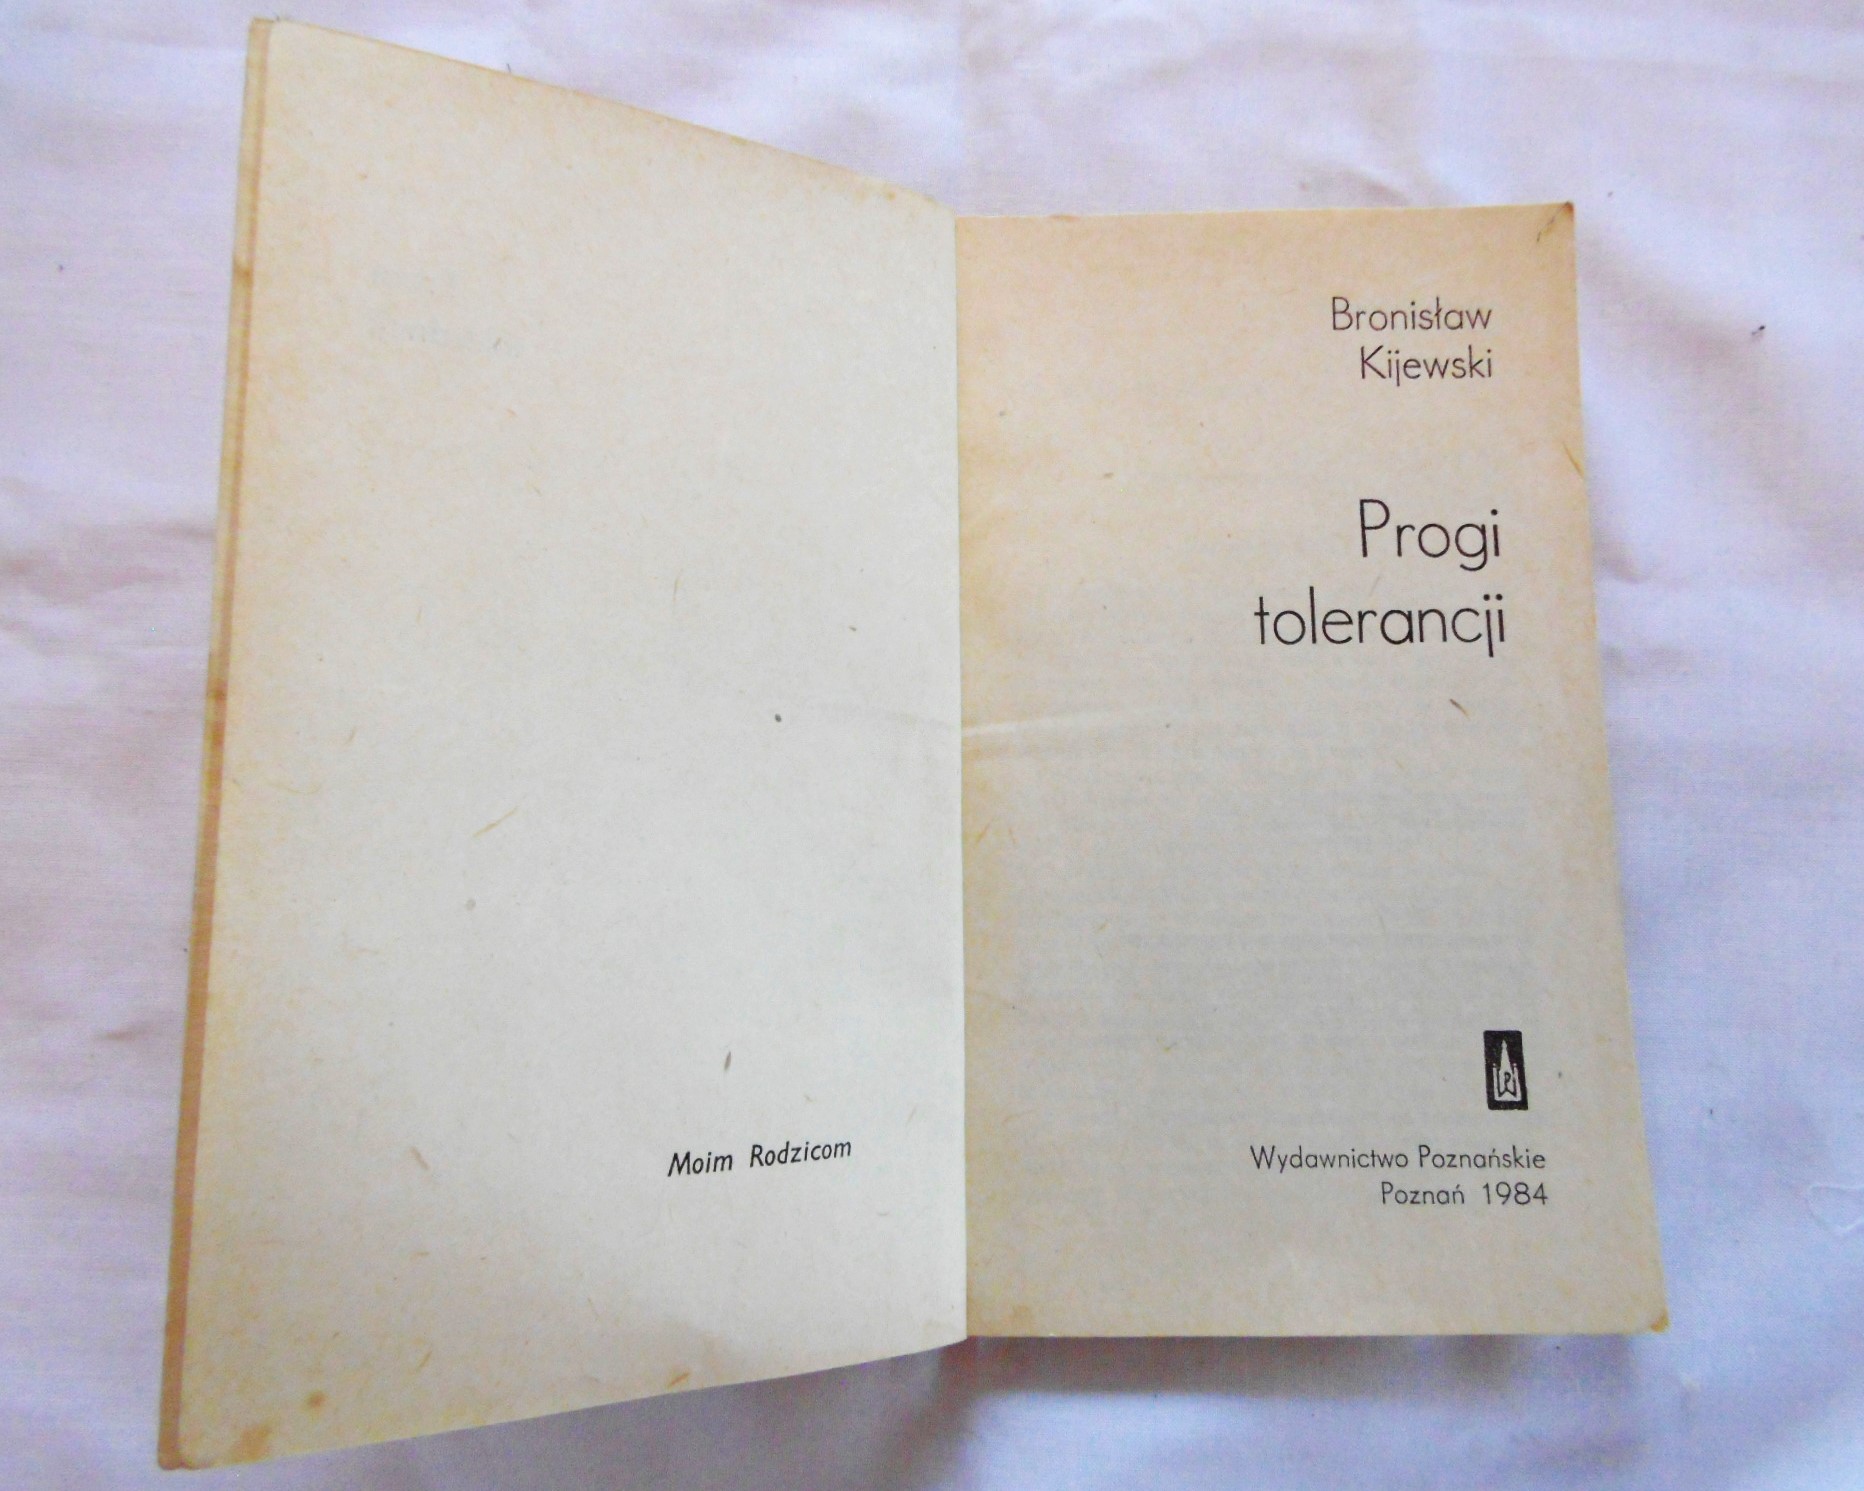 Moim Rodzicom
Bronisław
Kijewski
Progi
tolerancji
Wydawnictwo Poznańskie
Poznań 1984